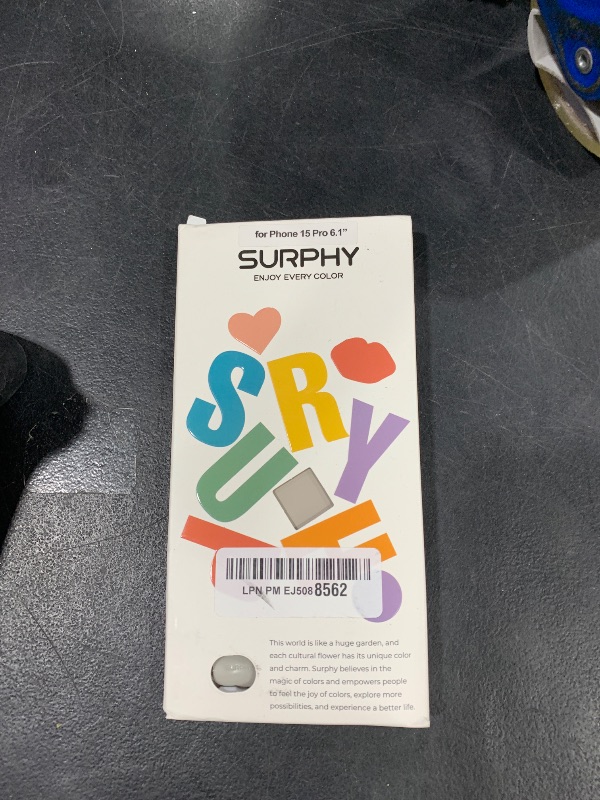 for Phone 15 Pro 6.1”
SURPHY
ENJOY EVERY COLOR
S R
U Y
LPN PM EJ5088562
This world is like a huge garden, and
each cultural flower has its unique color
and charm. Surphy believes in the
magic of colors and empowers people
to feel the joy of colors, explore more
possibilities, and experience a better life.